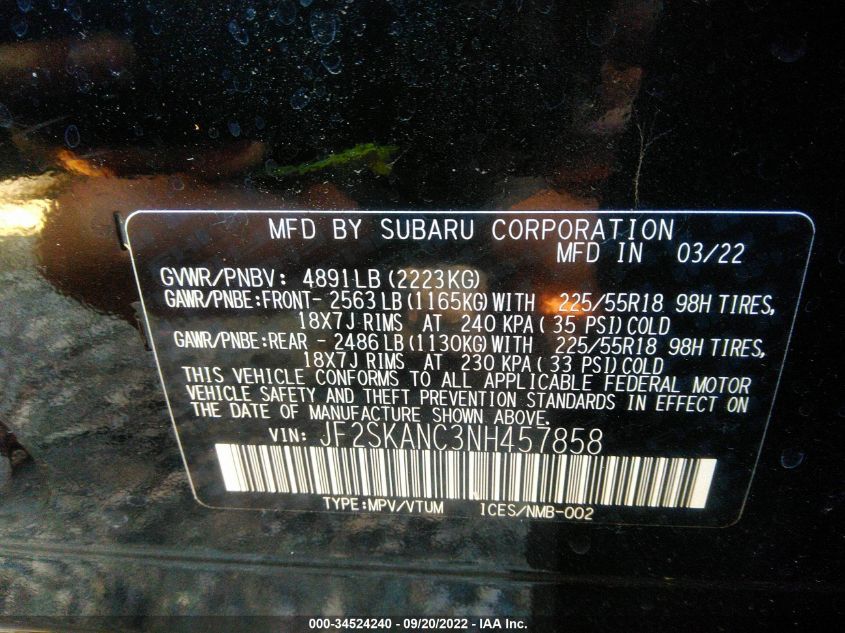 MFD BY SUBARU CORPORATION
MFD IN 03/22
GVWR/PNBV: 4891LB (2223KG)
GAWR/PNBE:FRONT- 2563LB(1165KG)WITH 225/55R18 98H TIRES,
18X7J RIMS AT 240 KPA(35 PSI)COLD
GAWR/PNBE:REAR - 2486LB(1130KG)WITH 225/55R18 98H TIRES,
18X7J RIMS AT 230 KPA(33 PSI)COLD
THIS VEHICLE CONFORMS TO ALL APPLICABLE FEDERAL MOTOR
VEHICLE SAFETY AND THEFT PREVENTION STANDARDS IN EFFECT ON
THE DATE OF MANUFACTURE SHOWN ABOVE.
VIN: JF2SKANC3NH457858
TYPE:MPV/VTUM ICES/NMB-002
000-34524240 - 09/20/2022 - IAA Inc.